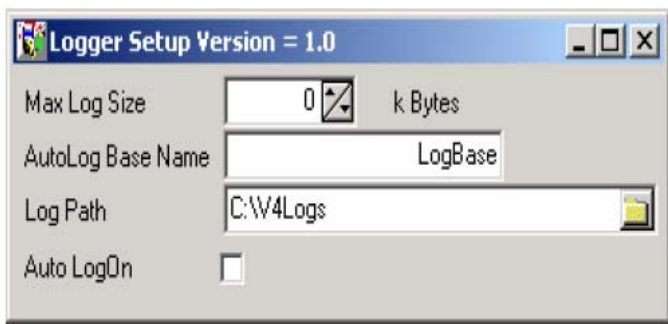 Logger Setup Version = 1.0
Max Log Size 0 k Bytes
AutoLog Base Name LogBase
Log Path C:\V4Logs
Auto LogOn